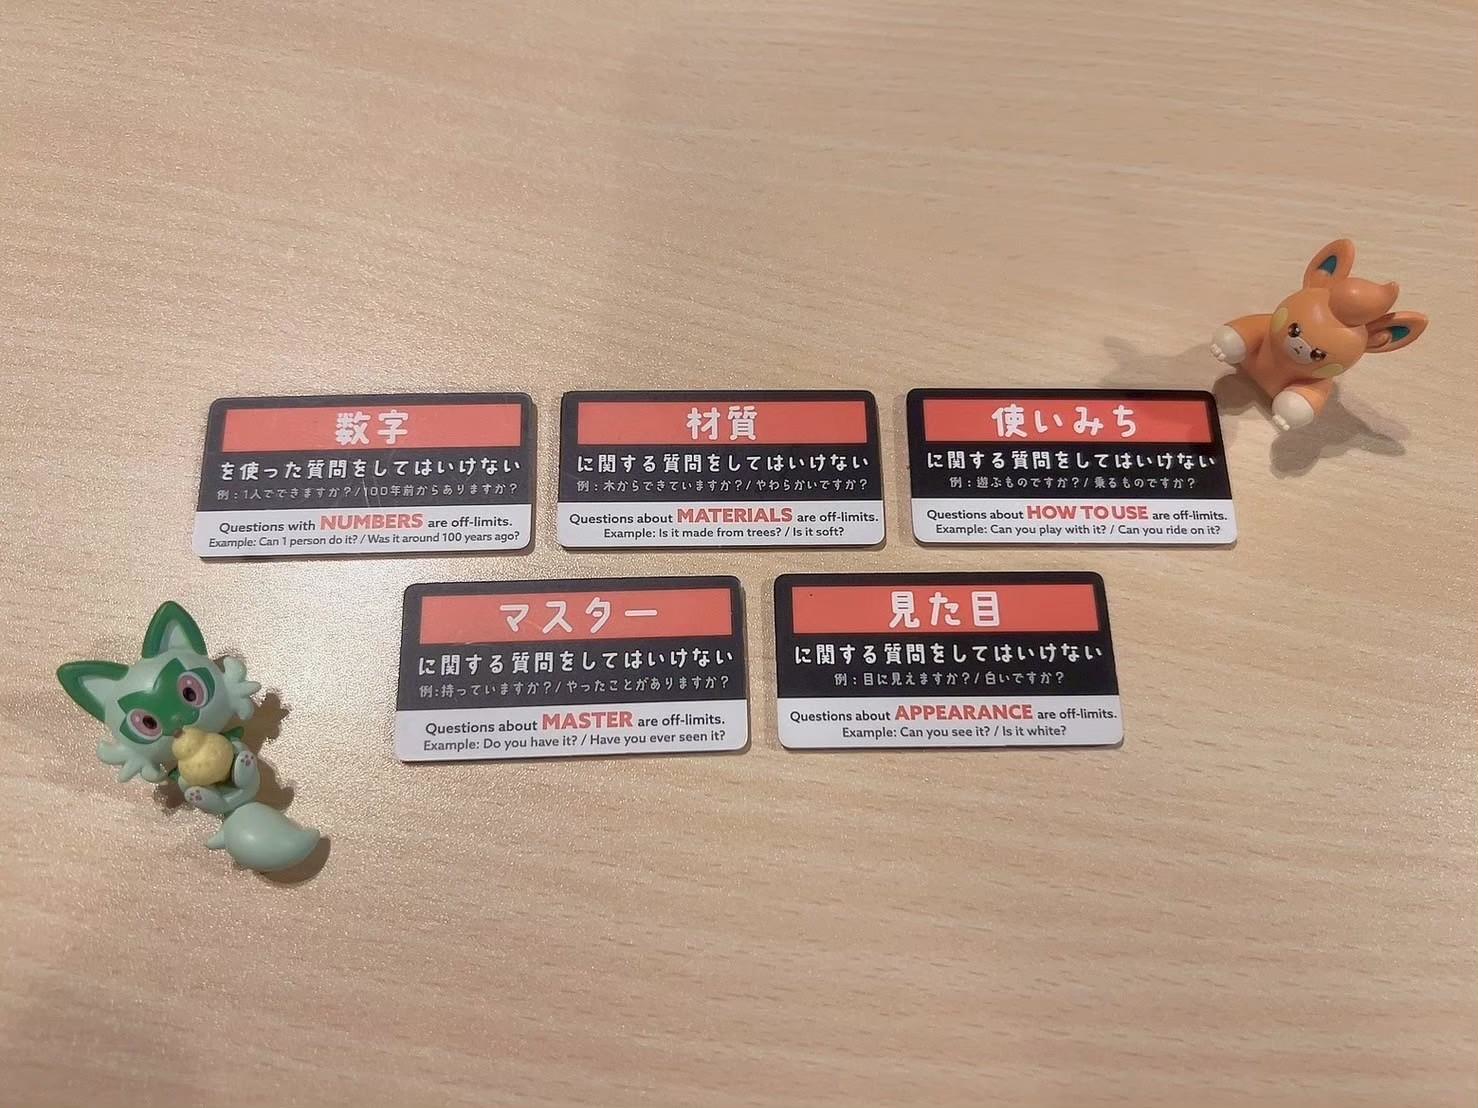 数字
を使った質問をしてはいけない
例：1人でできますか？/100年前からありますか？
Questions with NUMBERS are off-limits.
Example: Can 1 person do it? / Was it around 100 years ago?
材質
に関する質問をしてはいけない
例：木からできていますか？/ やわらかいですか？
Questions about MATERIALS are off-limits.
Example: Is it made from trees? / Is it soft?
使いみち
に関する質問をしてはいけない
例：遊ぶものですか？/ 乗るものですか？
Questions about HOW TO USE are off-limits.
Example: Can you play with it? / Can you ride on it?
マスター
に関する質問をしてはいけない
例：持っていますか？/ やったことがありますか？
Questions about MASTER are off-limits.
Example: Do you have it? / Have you ever seen it?
見た目
に関する質問をしてはいけない
例：目に見えますか？/ 白いですか？
Questions about APPEARANCE are off-limits.
Example: Can you see it? / Is it white?